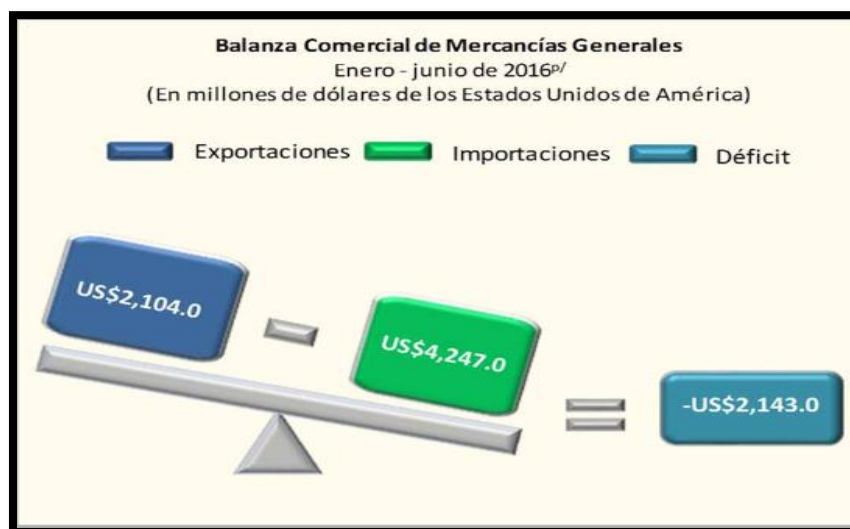 Balanza Comercial de Mercancías Generales
Enero - junio de 2016p/
(En millones de dólares de los Estados Unidos de América)
Exportaciones Importaciones Déficit
US$2,104.0
-
US$4,247.0
=
-US$2,143.0